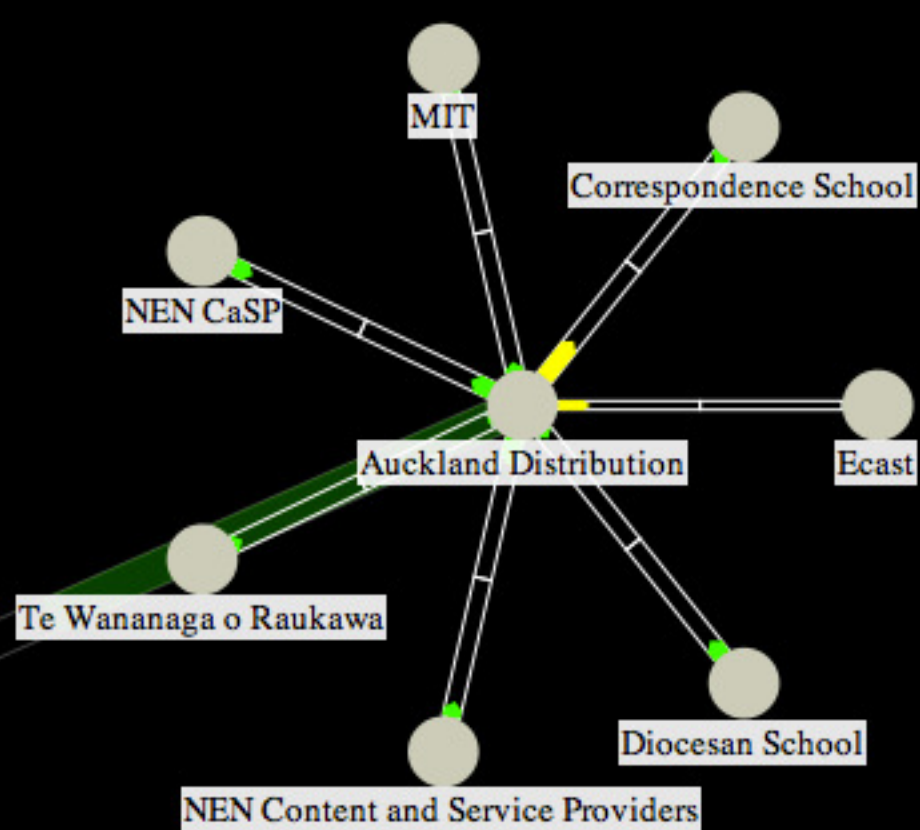 MIT
Correspondence School
NEN CaSP
Auckland Distribution
Ecast
Te Wananaga o Raukawa
Diocesan School
NEN Content and Service Providers